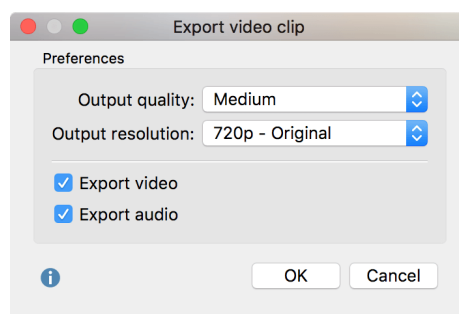 Export video clip
Preferences
Output quality: Medium
Output resolution: 720p - Original
Export video
Export audio
OK Cancel